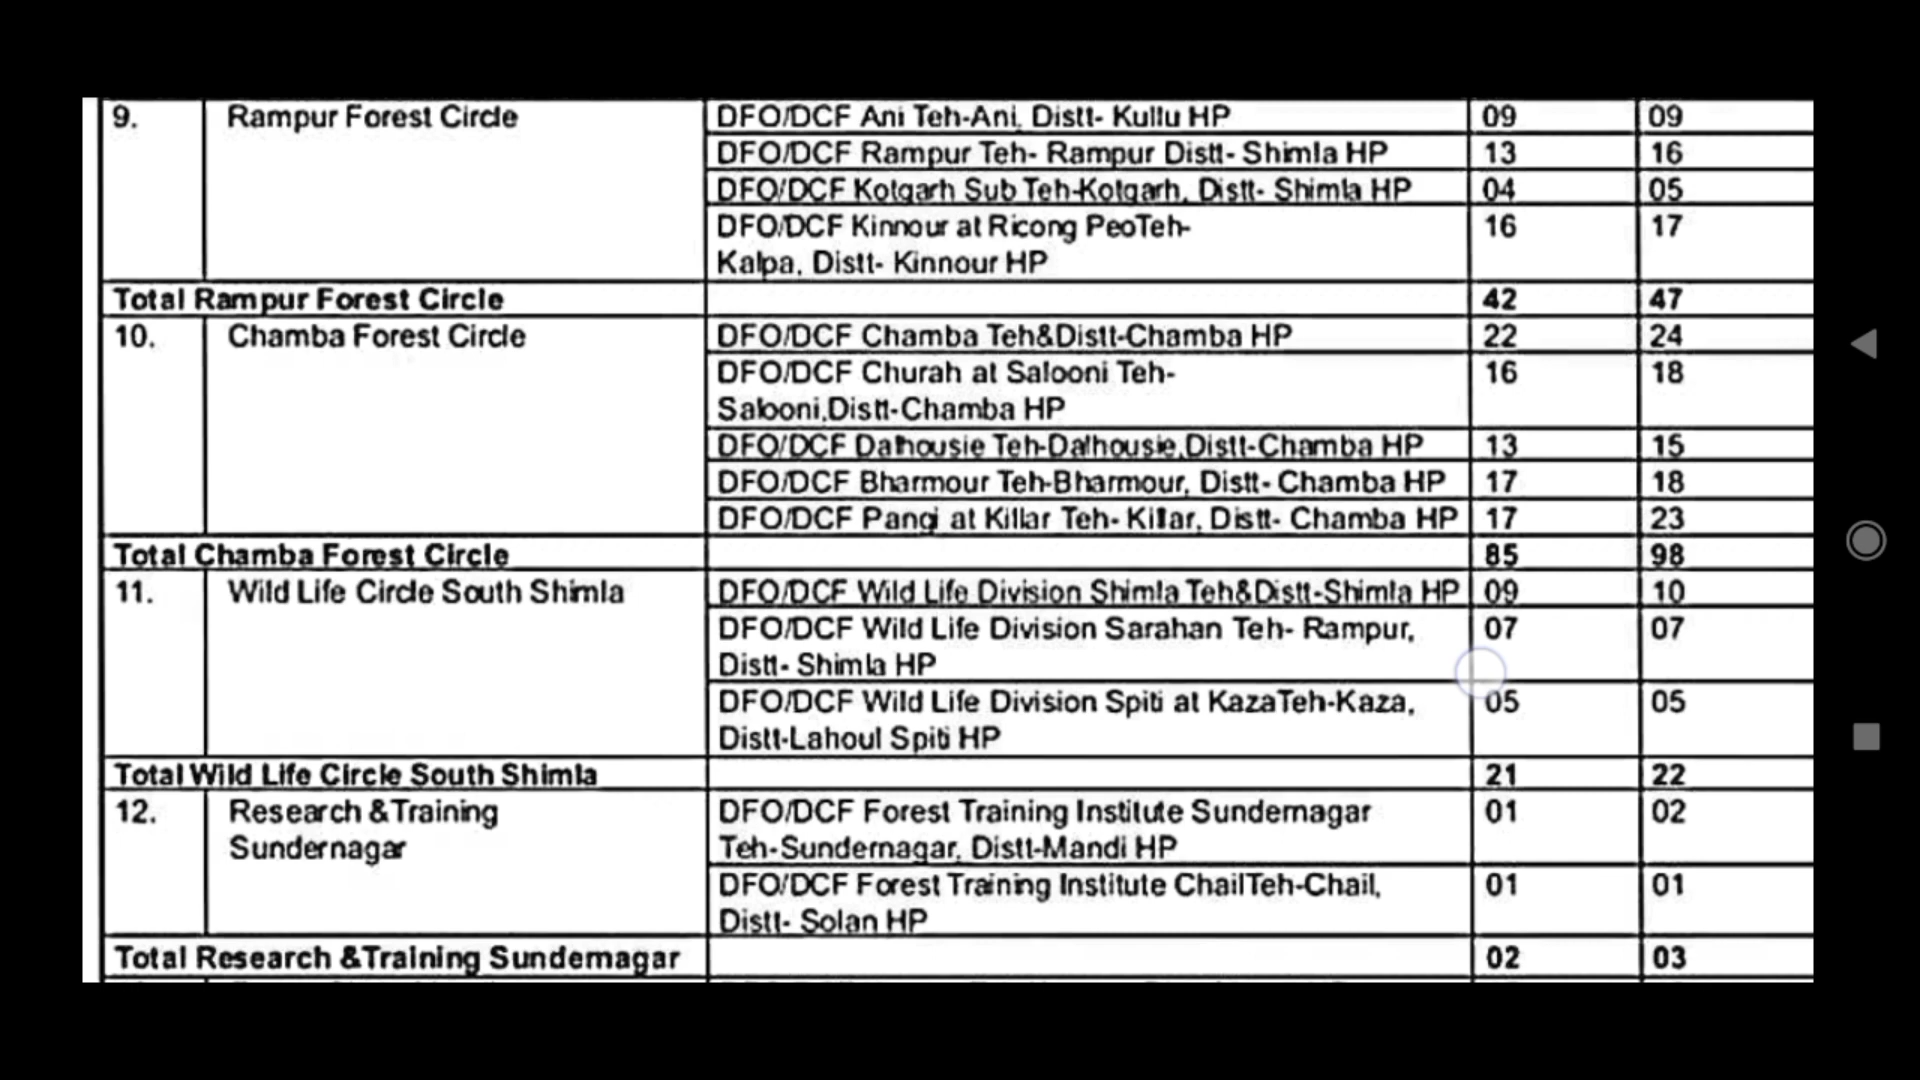 9. Rampur Forest Circle DFO/DCF Ani Teh-Ani, Distt- Kullu HP 09 09
DFO/DCF Rampur Teh- Rampur Distt- Shimla HP 13 16
DFO/DCF Kotgarh Sub Teh-Kotgarh, Distt- Shimla HP 04 05
DFO/DCF Kinnour at Ricong PeoTeh- 16 17
Kalpa, Distt- Kinnour HP
Total Rampur Forest Circle 42 47
10. Chamba Forest Circle DFO/DCF Chamba Teh&Distt-Chamba HP 22 24
DFO/DCF Churah at Salooni Teh- 16 18
Salooni,Distt-Chamba HP
DFO/DCF Dalhousie Teh-Dalhousie,Distt-Chamba HP 13 15
DFO/DCF Bharmour Teh-Bharmour, Distt- Chamba HP 17 18
DFO/DCF Pangi at Killar Teh- Killar, Distt- Chamba HP 17 23
Total Chamba Forest Circle 85 98
11. Wild Life Circle South Shimla DFO/DCF Wild Life Division Shimla Teh&Distt-Shimla HP 09 10
DFO/DCF Wild Life Division Sarahan Teh- Rampur, 07 07
Distt- Shimla HP
DFO/DCF Wild Life Division Spiti at KazaTeh-Kaza, 05 05
Distt-Lahoul Spiti HP
Total Wild Life Circle South Shimla 21 22
12. Research &Training DFO/DCF Forest Training Institute Sundernagar 01 02
Sundernagar Teh-Sundernagar, Distt-Mandi HP
DFO/DCF Forest Training Institute ChailTeh-Chail, 01 01
Distt- Solan HP
Total Research &Training Sundernagar 02 03